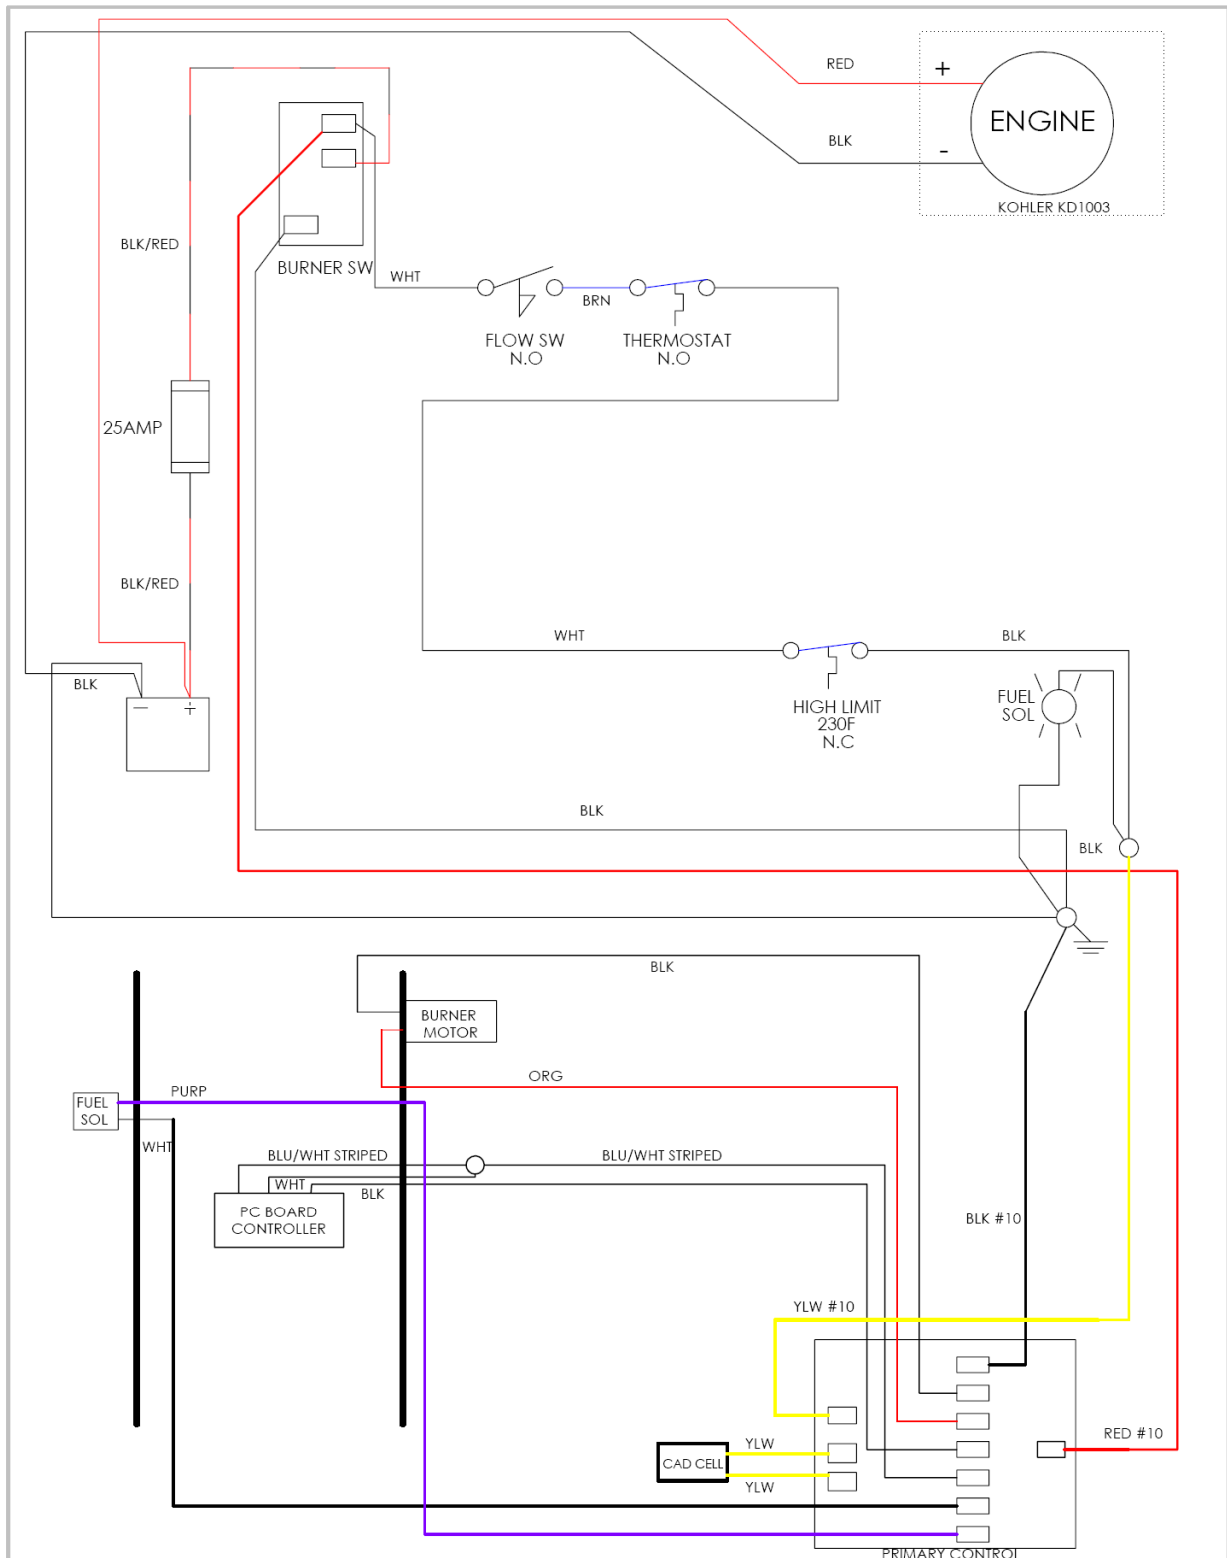 RED
+
ENGINE
BLK
-
KOHLER KD1003
BLK/RED
BURNER SW
WHT
BRN
FLOW SW
N.O
THERMOSTAT
N.O
25AMP
BLK/RED
WHT
BLK
BLK
— +
HIGH LIMIT
230F
N.C
FUEL
SOL
BLK
BLK
BLK
BURNER
MOTOR
ORG
PURP
FUEL
SOL
WHT
BLU/WHT STRIPED
BLU/WHT STRIPED
WHT
BLK
PC BOARD
CONTROLLER
BLK #10
YLW #10
RED #10
YLW
CAD CELL
YLW
PRIMARY CONTROL